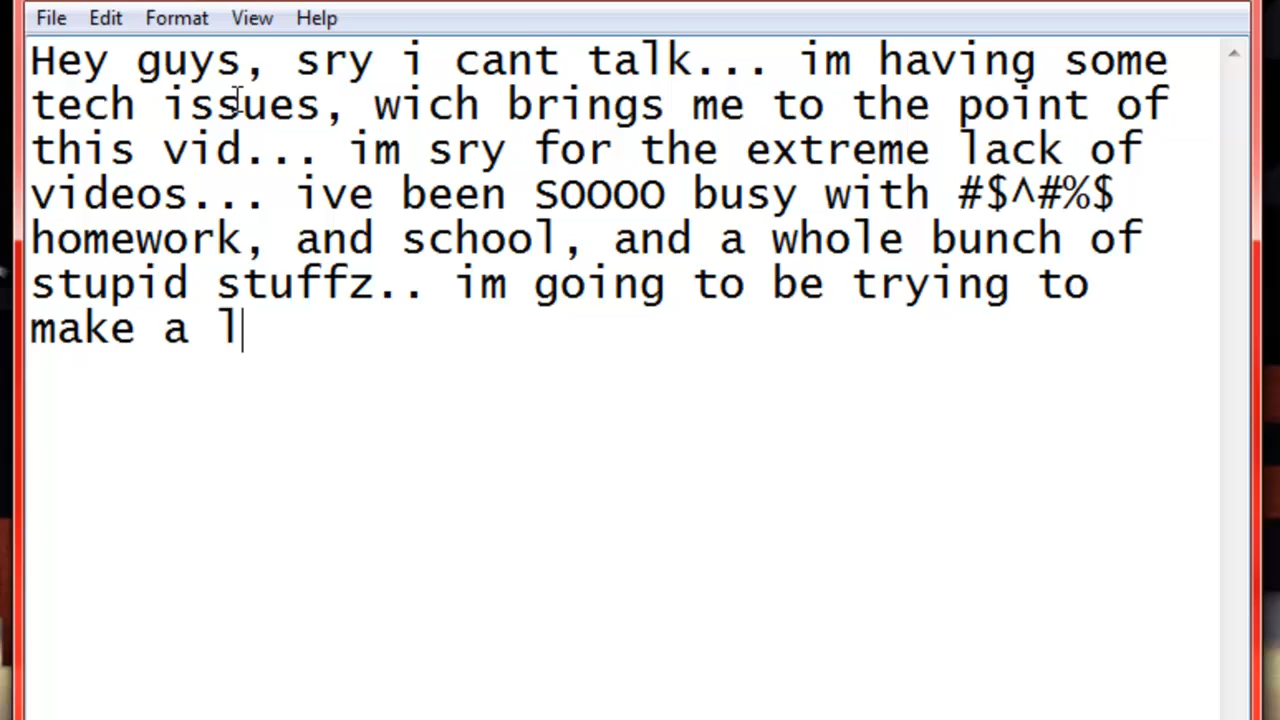 File Edit Format View Help
Hey guys, sry i cant talk... im having some
tech issues, wich brings me to the point of
this vid... im sry for the extreme lack of
videos... ive been SOOOO busy with #$^#%$
homework, and school, and a whole bunch of
stupid stuffz.. im going to be trying to
make a l